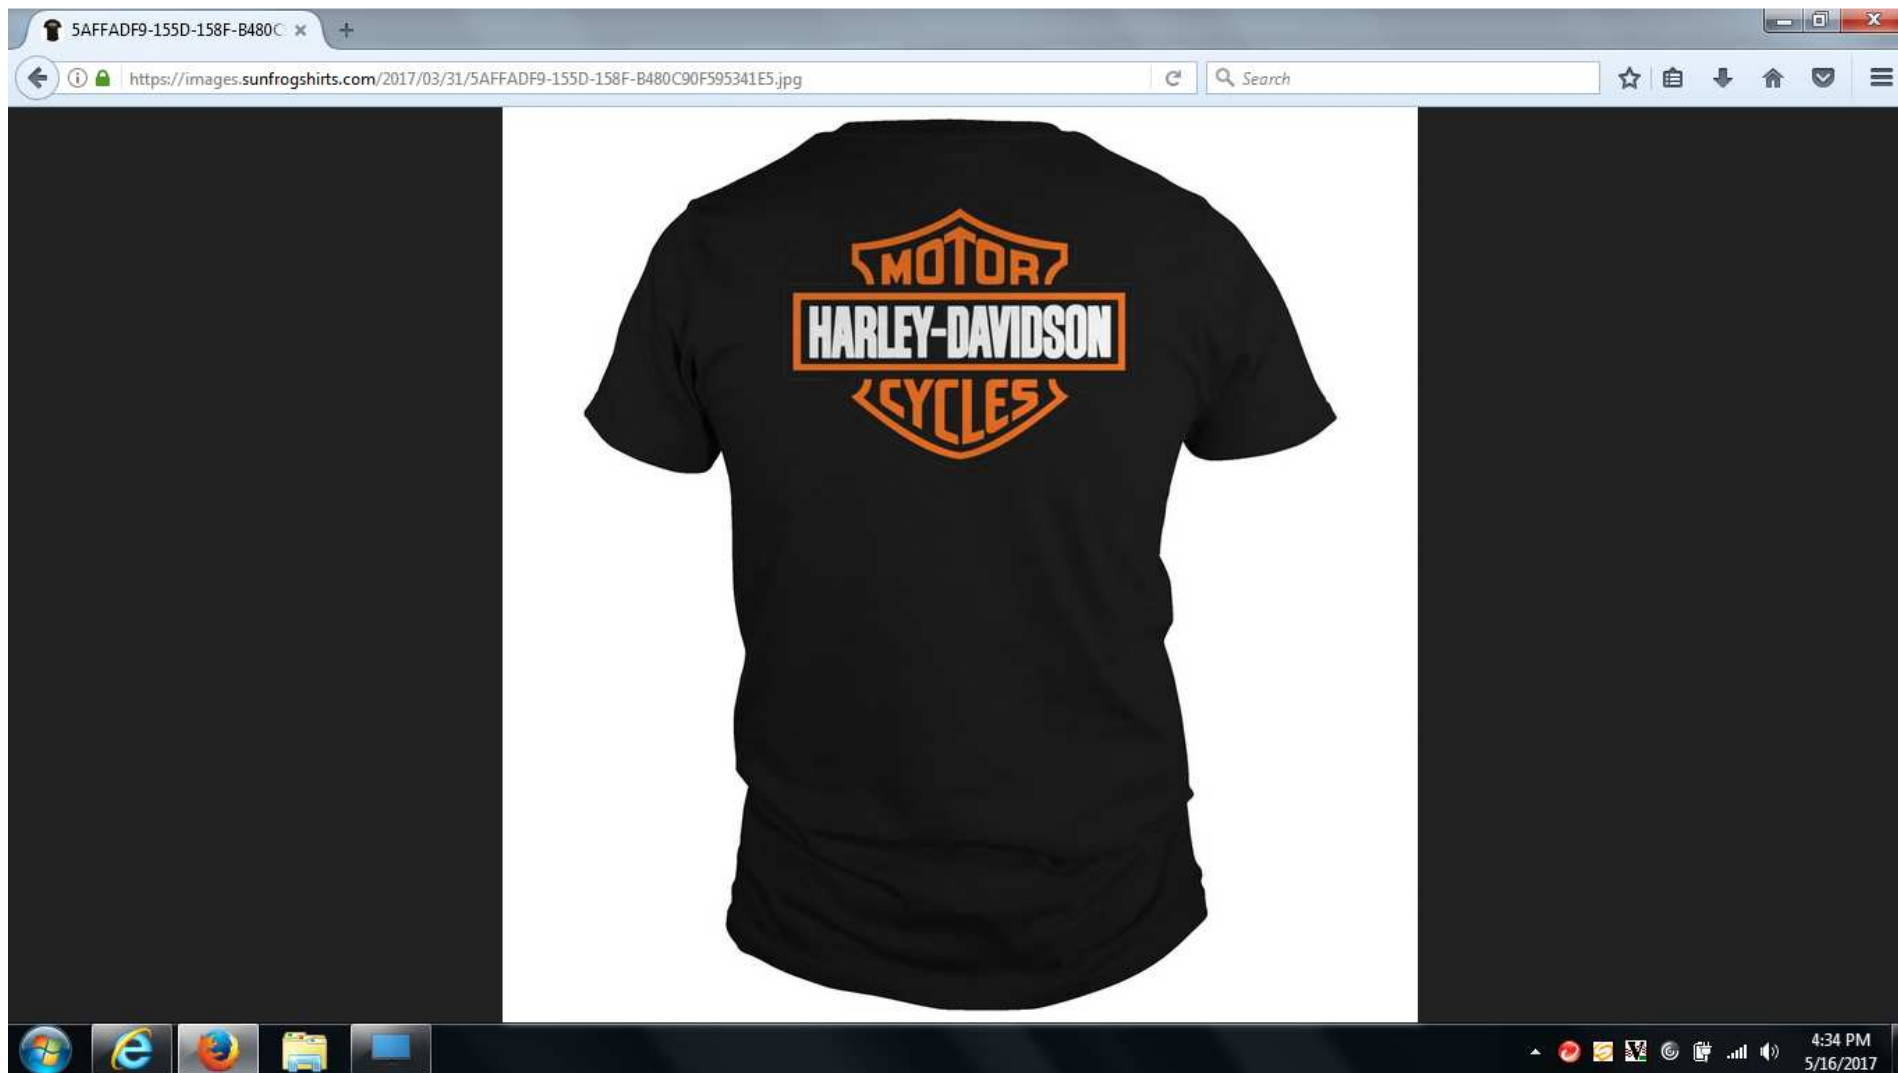 5AFFADF9-155D-158F-B480C
https://images.sunfrogshirts.com/2017/03/31/5AFFADF9-155D-158F-B480C90F595341E5.jpg
Search
MOTOR
HARLEY-DAVIDSON
CYCLES
4:34 PM
5/16/2017